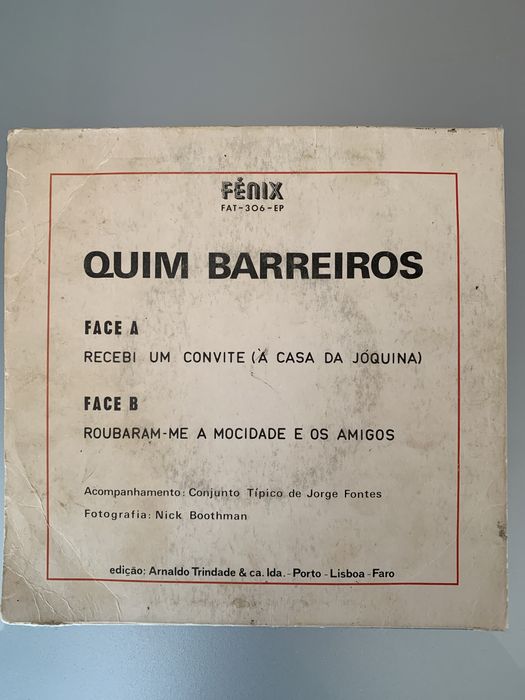 FÉNIX
FAT-306-EP
QUIM BARREIROS
FACE A
RECEBI UM CONVITE (À CASA DA JÓQUINA)
FACE B
ROUBARAM-ME A MOCIDADE E OS AMIGOS
Acompanhamento: Conjunto Típico de Jorge Fontes
Fotografia: Nick Boothman
edição: Arnaldo Trindade & ca. lda. - Porto - Lisboa - Faro